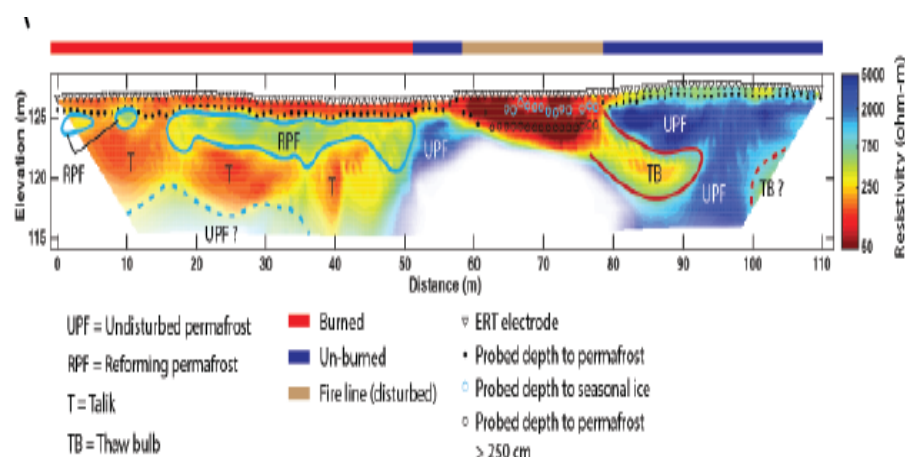 5000
2000
1000
250
50
Resistivity (ohm-m)
Elevation (m)
125
120
115
RPF
T
RPF
T
T
UPF ?
UPF
UPF
TB
UPF
TB ?
0 10 20 30 40 50 60 70 80 90 100 110
Distance (m)
UPF = Undisturbed permafrost
RPF = Reforming permafrost
T = Talik
TB = Thaw bulb
Burned
Un-burned
Fire line (disturbed)
ERT electrode
Probed depth to permafrost
Probed depth to seasonal ice
Probed depth to permafrost
> 250 cm